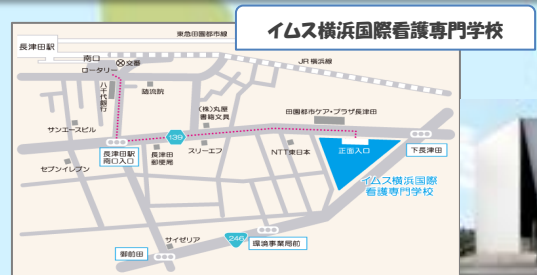 イムス横浜国際看護専門学校
東急田園都市線
長津田駅
南口
交番
ロータリー
JR 横浜線
八千代銀行
随流院
(株)丸屋
書籍文具
田園都市ケア・プラザ長津田
サンエースビル
139
長津田駅
南口入口
長津田
郵便局
スリーエフ
NTT東日本
正面入口
下長津田
セブンイレブン
イムス横浜国際
看護専門学校
サイゼリア
246
環境事業局前
御前田